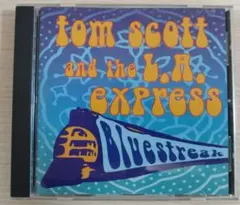 tom scott
and the L.A.
express
Bluestreak